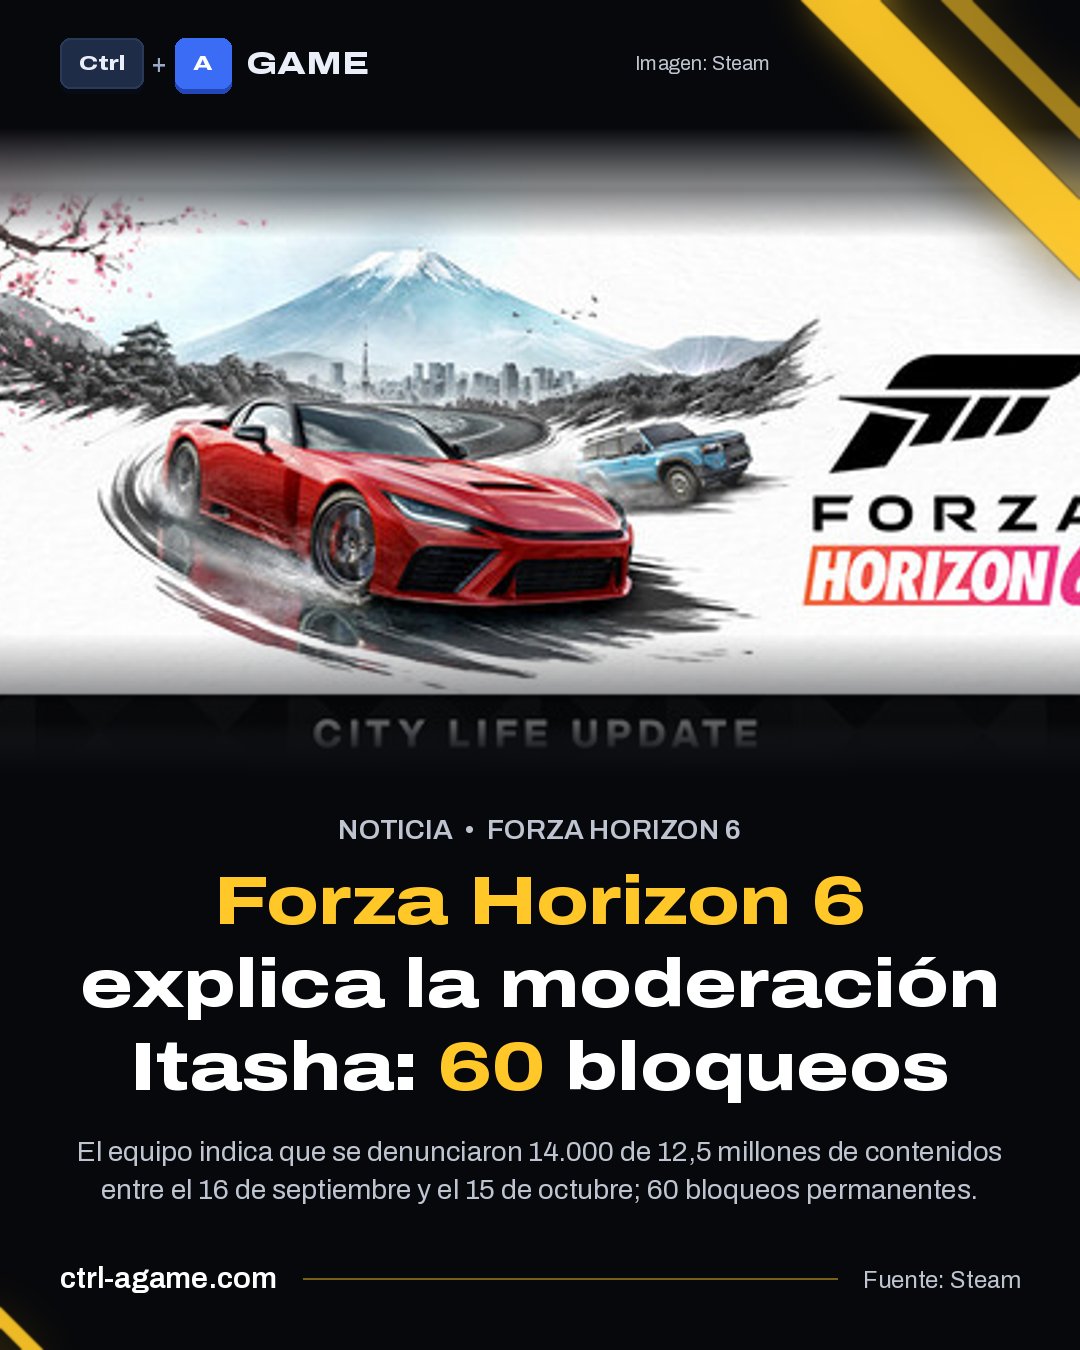 Ctrl + A GAME
Imagen: Steam
FORZA
HORIZON 6
CITY LIFE UPDATE
NOTICIA • FORZA HORIZON 6
Forza Horizon 6
explica la moderación
Itasha: 60 bloqueos
El equipo indica que se denunciaron 14.000 de 12,5 millones de contenidos
entre el 16 de septiembre y el 15 de octubre; 60 bloqueos permanentes.
ctrl-agame.com
Fuente: Steam